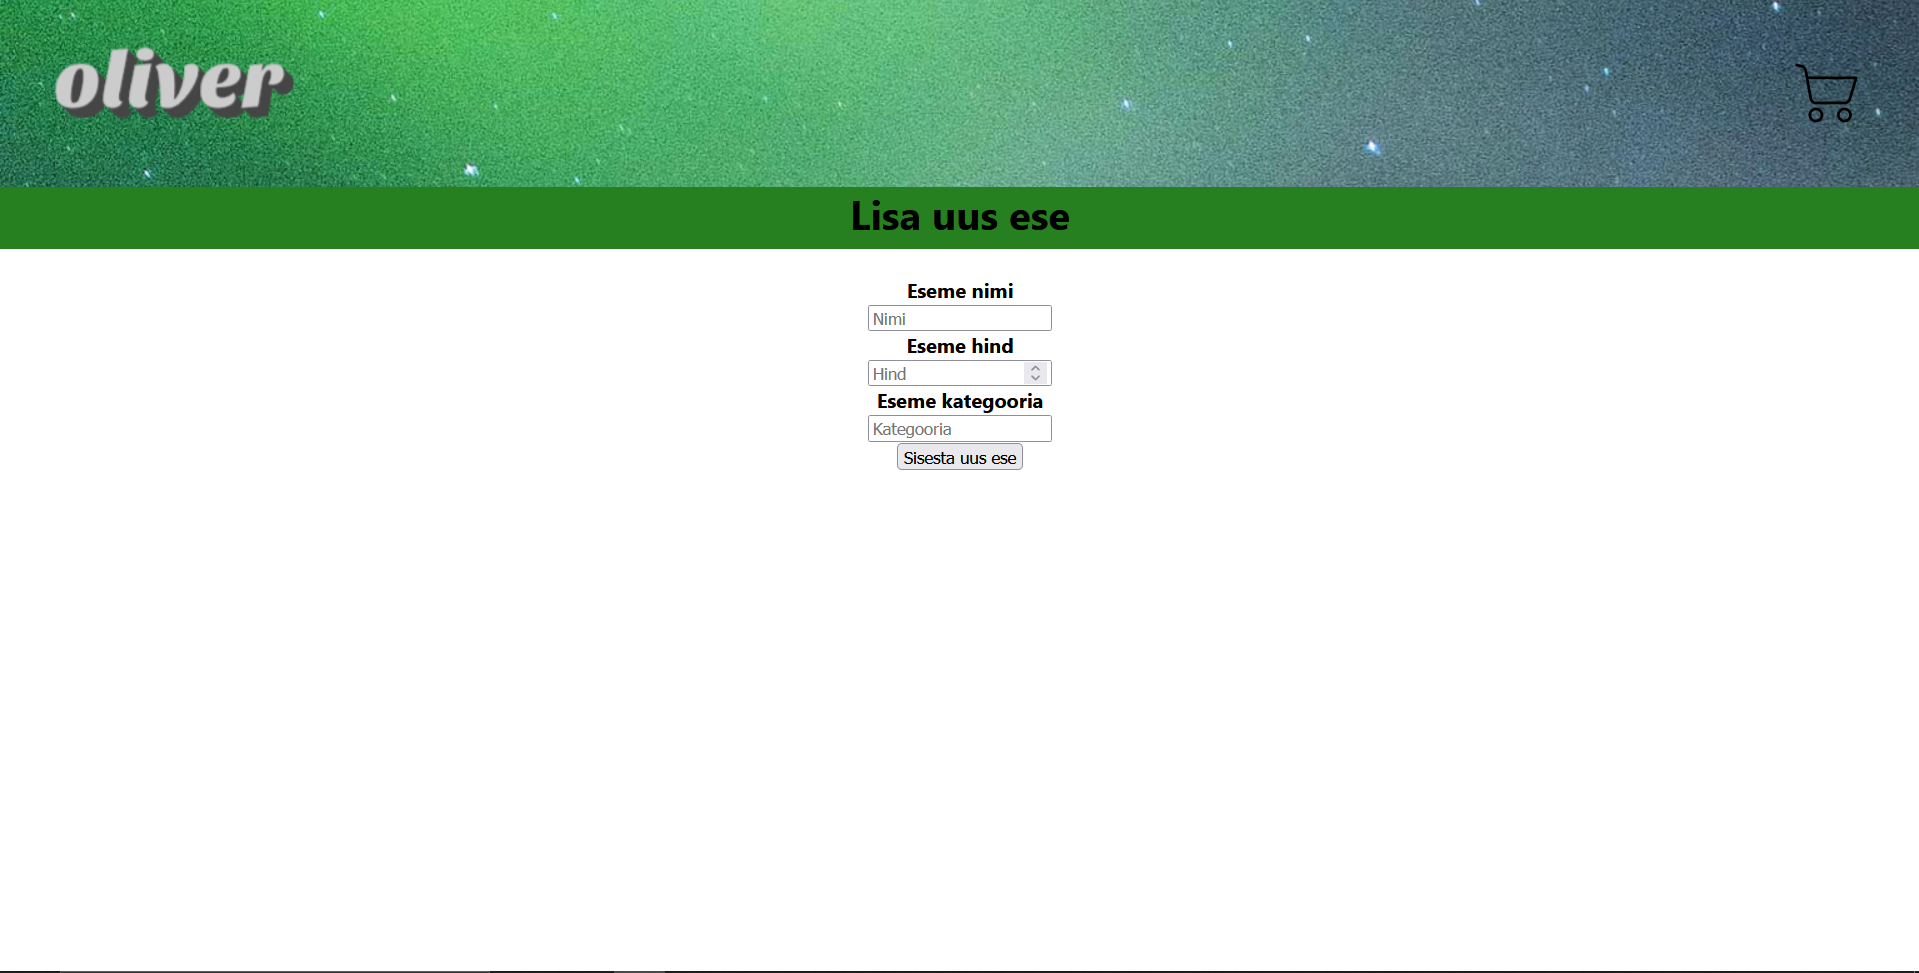 oliver
Lisa uus ese
Eseme nimi
Nimi
Eseme hind
Hind
Eseme kategooria
Kategooria
Sisesta uus ese